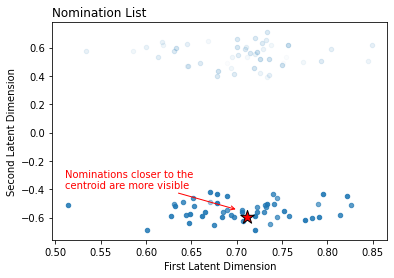 Nomination List
Second Latent Dimension
0.6
0.4
0.2
0.0
−0.2
−0.4
−0.6
Nominations closer to the
centroid are more visible
0.50 0.55 0.60 0.65 0.70 0.75 0.80 0.85
First Latent Dimension